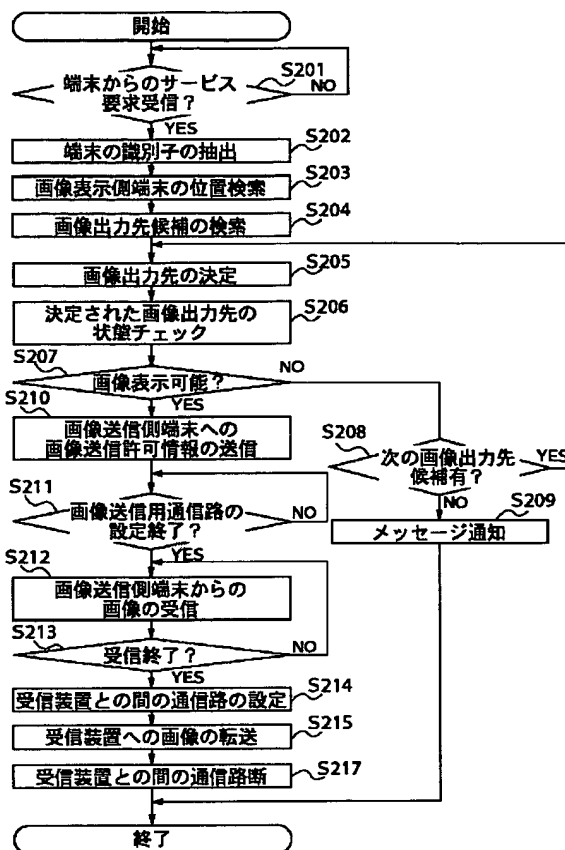 開始
端末からのサービス
要求受信？
S201
NO
YES
端末の識別子の抽出
S202
画像表示側端末の位置検索
S203
画像出力先候補の検索
S204
画像出力先の決定
S205
決定された画像出力先の
状態チェック
S206
S207
画像表示可能？
NO
YES
S210
画像送信側端末への
画像送信許可情報の送信
S208
次の画像出力先
候補有？
YES
NO
S209
メッセージ通知
S211
画像送信用通信路の
設定終了？
NO
YES
S212
画像送信側端末からの
画像の受信
S213
受信終了？
NO
YES
受信装置との間の通信路の設定
S214
受信装置への画像の転送
S215
受信装置との間の通信路断
S217
終了